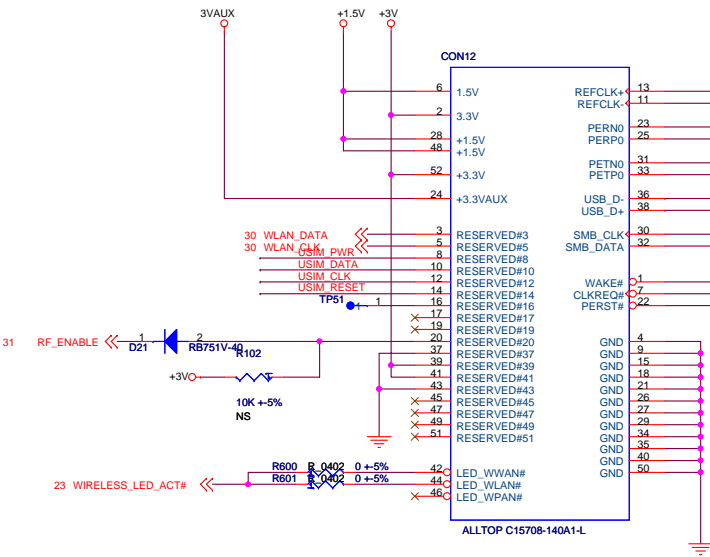 3VAUX
+1.5V
+3V
CON12
6 1.5V REFCLK+ 13
REFCLK- 11
2 3.3V
PERN0 23
28 +1.5V PERP0 25
48 +1.5V
PETN0 31
52 +3.3V PETP0 33
24 +3.3VAUX USB_D- 36
USB_D+ 38
30 WLAN_DATA 3 RESERVED#3 SMB_CLK 30
30 WLAN_CLK 5 RESERVED#5 SMB_DATA 32
USIM_PWR 8 RESERVED#8
USIM_DATA 10 RESERVED#10
USIM_CLK 12 RESERVED#12 WAKE# 1
USIM_RESET 14 RESERVED#14 CLKREQ# 7
TP51 1 16 RESERVED#16 PERST# 22
17 RESERVED#17
19 RESERVED#19
31 RF_ENABLE 1 D21 2 RB751V-40 20 RESERVED#20 GND 4
37 RESERVED#37 GND 9
R102 39 RESERVED#39 GND 15
+3V 41 RESERVED#41 GND 18
43 RESERVED#43 GND 21
10K +-5% 45 RESERVED#45 GND 26
NS 47 RESERVED#47 GND 27
49 RESERVED#49 GND 29
51 RESERVED#51 GND 34
GND 35
GND 40
R600 R_0402 0 +-5% 42 LED_WWAN# GND 50
23 WIRELESS_LED_ACT# R601 R_0402 0 +-5% 44 LED_WLAN#
46 LED_WPAN#
ALLTOP C15708-140A1-L